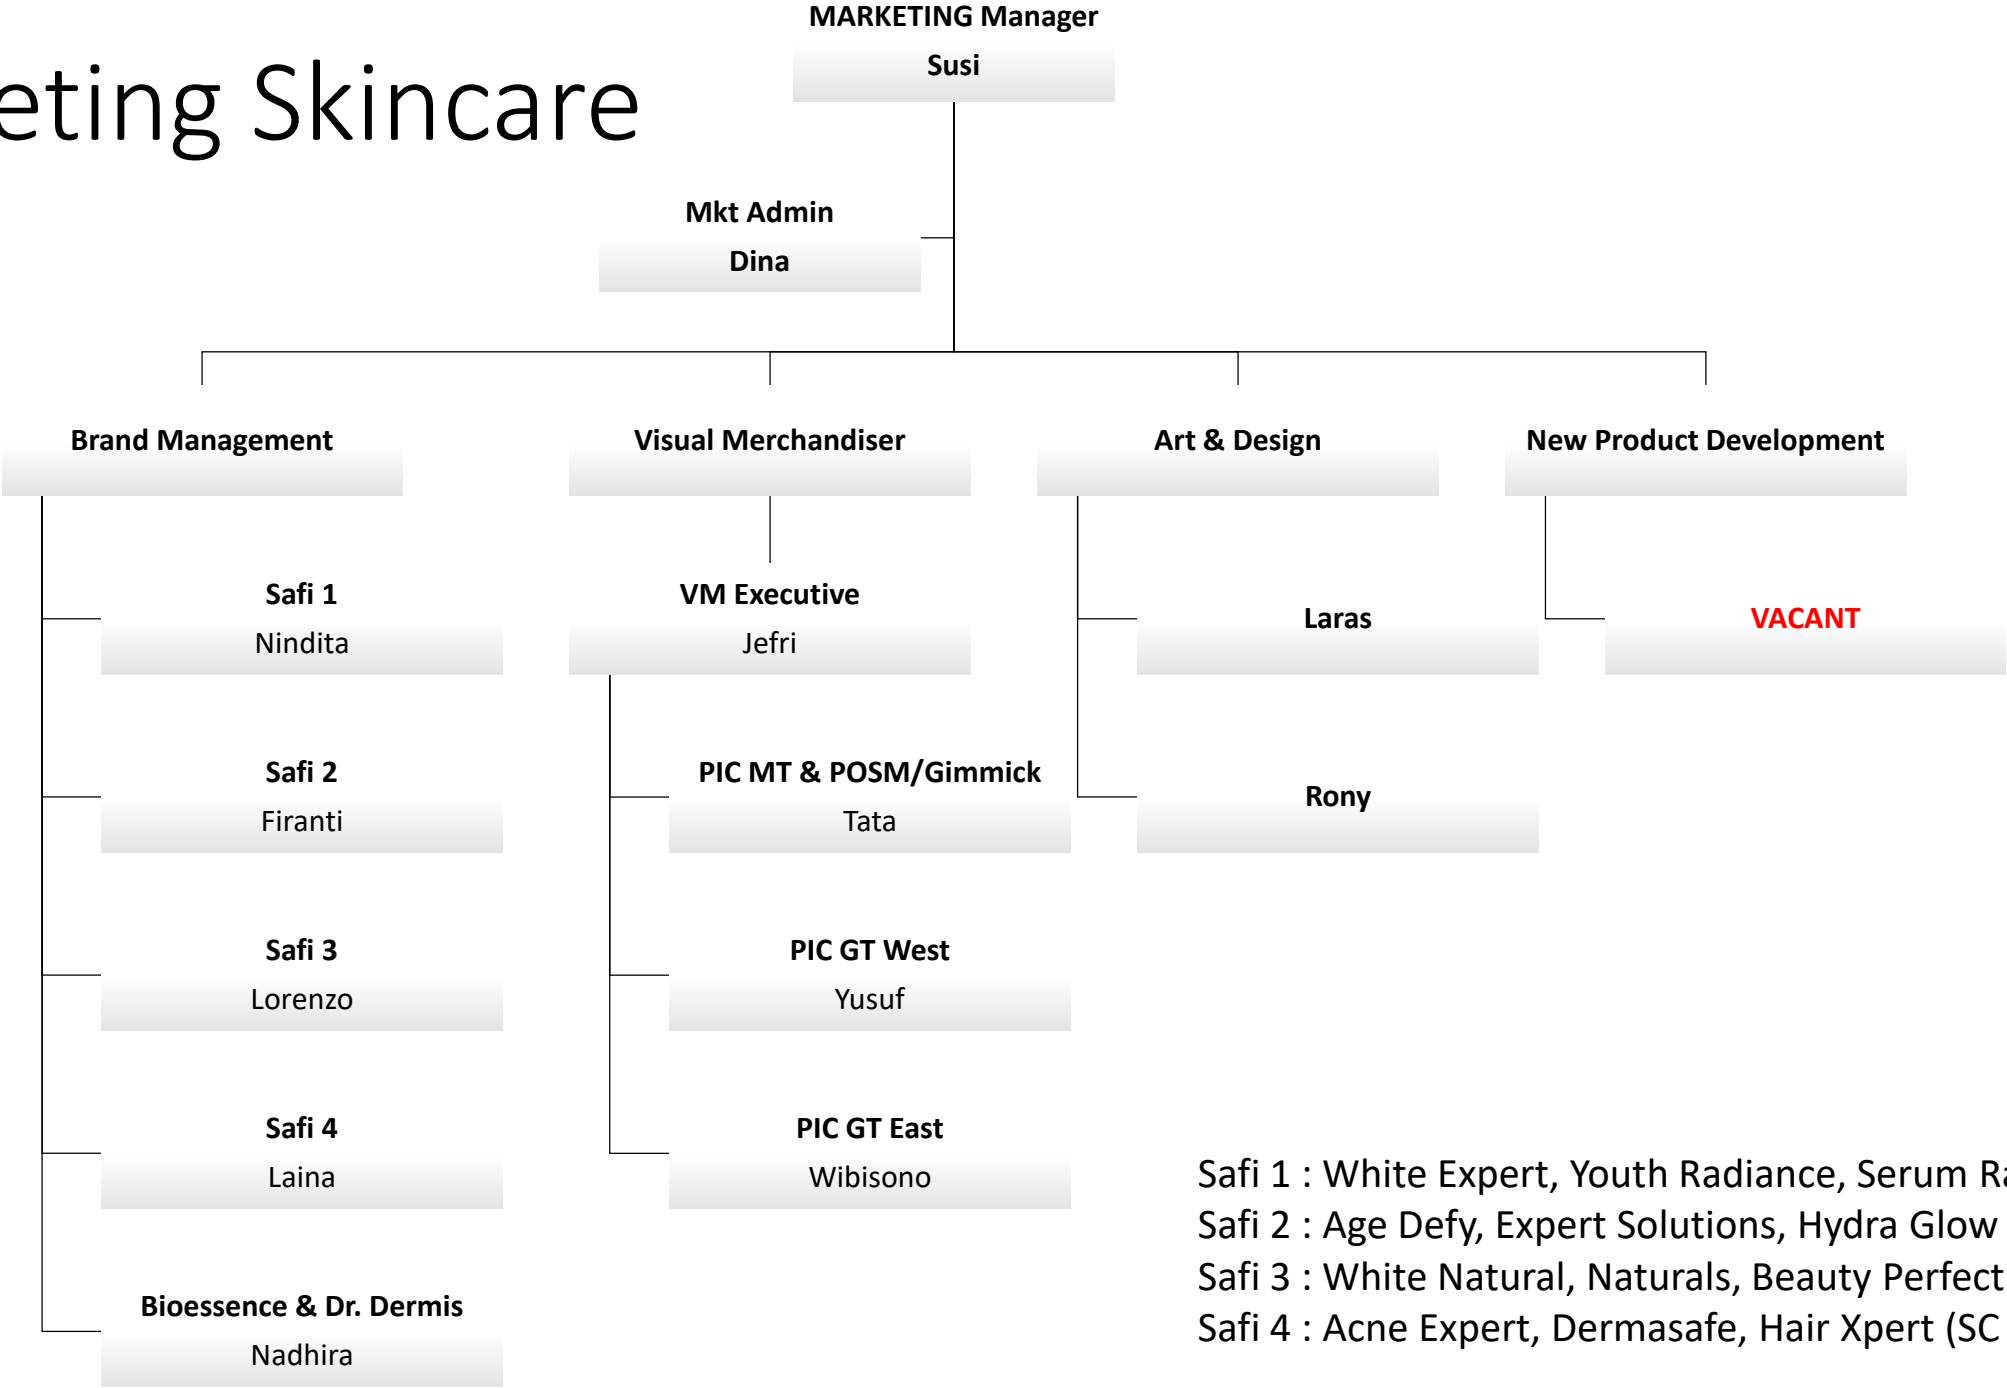 MARKETING Manager
Susi
eting Skincare
Mkt Admin
Dina
Brand Management
Visual Merchandiser
Art & Design
New Product Development
Safi 1
Nindita
VM Executive
Jefri
Laras
VACANT
Safi 2
Firanti
PIC MT & POSM/Gimmick
Tata
Rony
Safi 3
Lorenzo
PIC GT West
Yusuf
Safi 4
Laina
PIC GT East
Wibisono
Bioessence & Dr. Dermis
Nadhira
Safi 1 : White Expert, Youth Radiance, Serum
Safi 2 : Age Defy, Expert Solutions, Hydra Glow
Safi 3 : White Natural, Naturals, Beauty Perfect
Safi 4 : Acne Expert, Dermasafe, Hair Xpert (SC